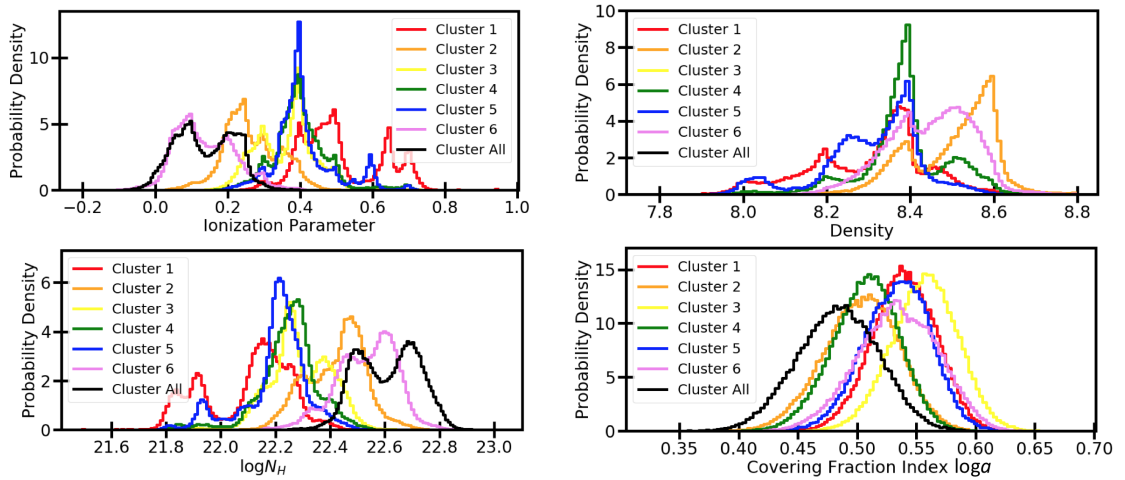 Probability Density
10
5
0
−0.2
0.0
0.2
0.4
0.6
0.8
1.0
Ionization Parameter
Cluster 1
Cluster 2
Cluster 3
Cluster 4
Cluster 5
Cluster 6
Cluster All
Probability Density
10
8
6
4
2
0
7.8
8.0
8.2
8.4
8.6
8.8
Density
Cluster 1
Cluster 2
Cluster 3
Cluster 4
Cluster 5
Cluster 6
Cluster All
Probability Density
6
4
2
0
21.6
21.8
22.0
22.2
22.4
22.6
22.8
23.0
logN_H
Cluster 1
Cluster 2
Cluster 3
Cluster 4
Cluster 5
Cluster 6
Cluster All
Probability Density
15
10
5
0
0.35
0.40
0.45
0.50
0.55
0.60
0.65
0.70
Covering Fraction Index loga
Cluster 1
Cluster 2
Cluster 3
Cluster 4
Cluster 5
Cluster 6
Cluster All